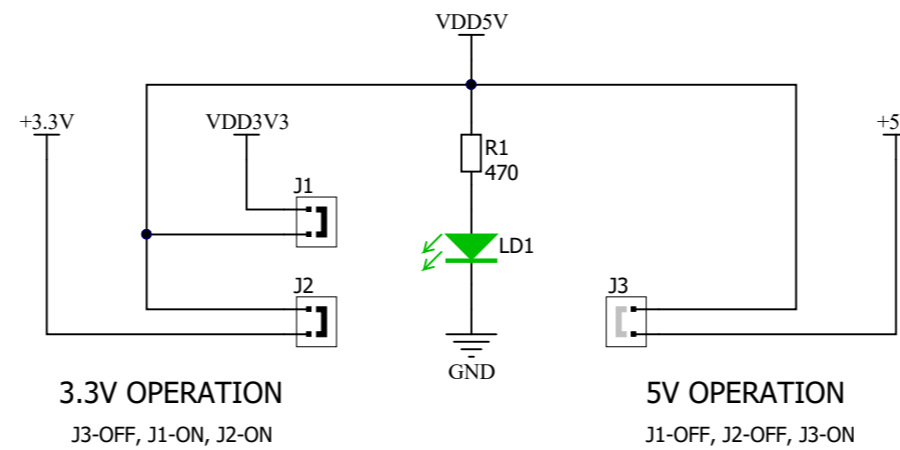 VDD5V
+3.3V
VDD3V3
+5
R1
470
J1
LD1
J2
J3
GND
3.3V OPERATION
5V OPERATION
J3-OFF, J1-ON, J2-ON
J1-OFF, J2-OFF, J3-ON